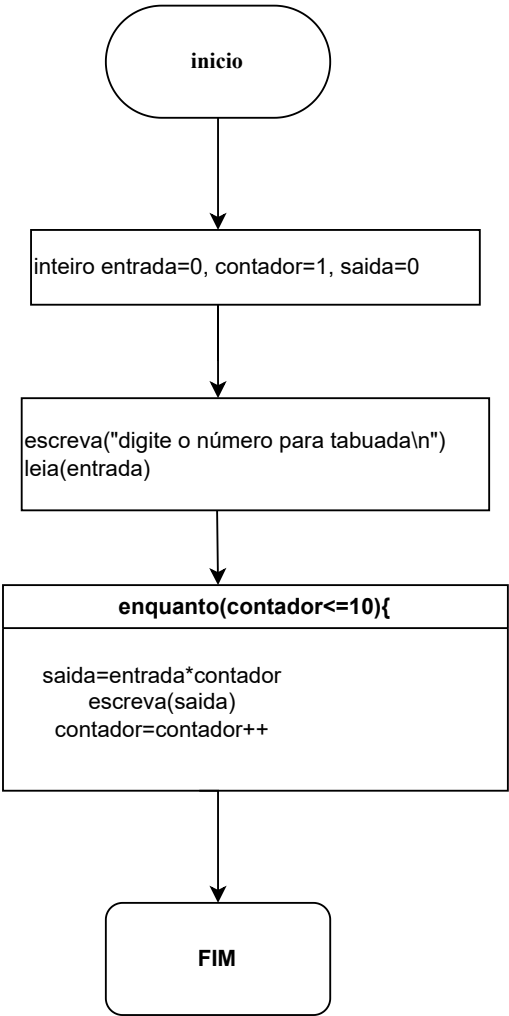 inicio
inteiro entrada=0, contador=1, saida=0
escreva("digite o número para tabuada\n")
leia(entrada)
enquanto(contador<=10){
saida=entrada*contador
escreva(saida)
contador=contador++
FIM